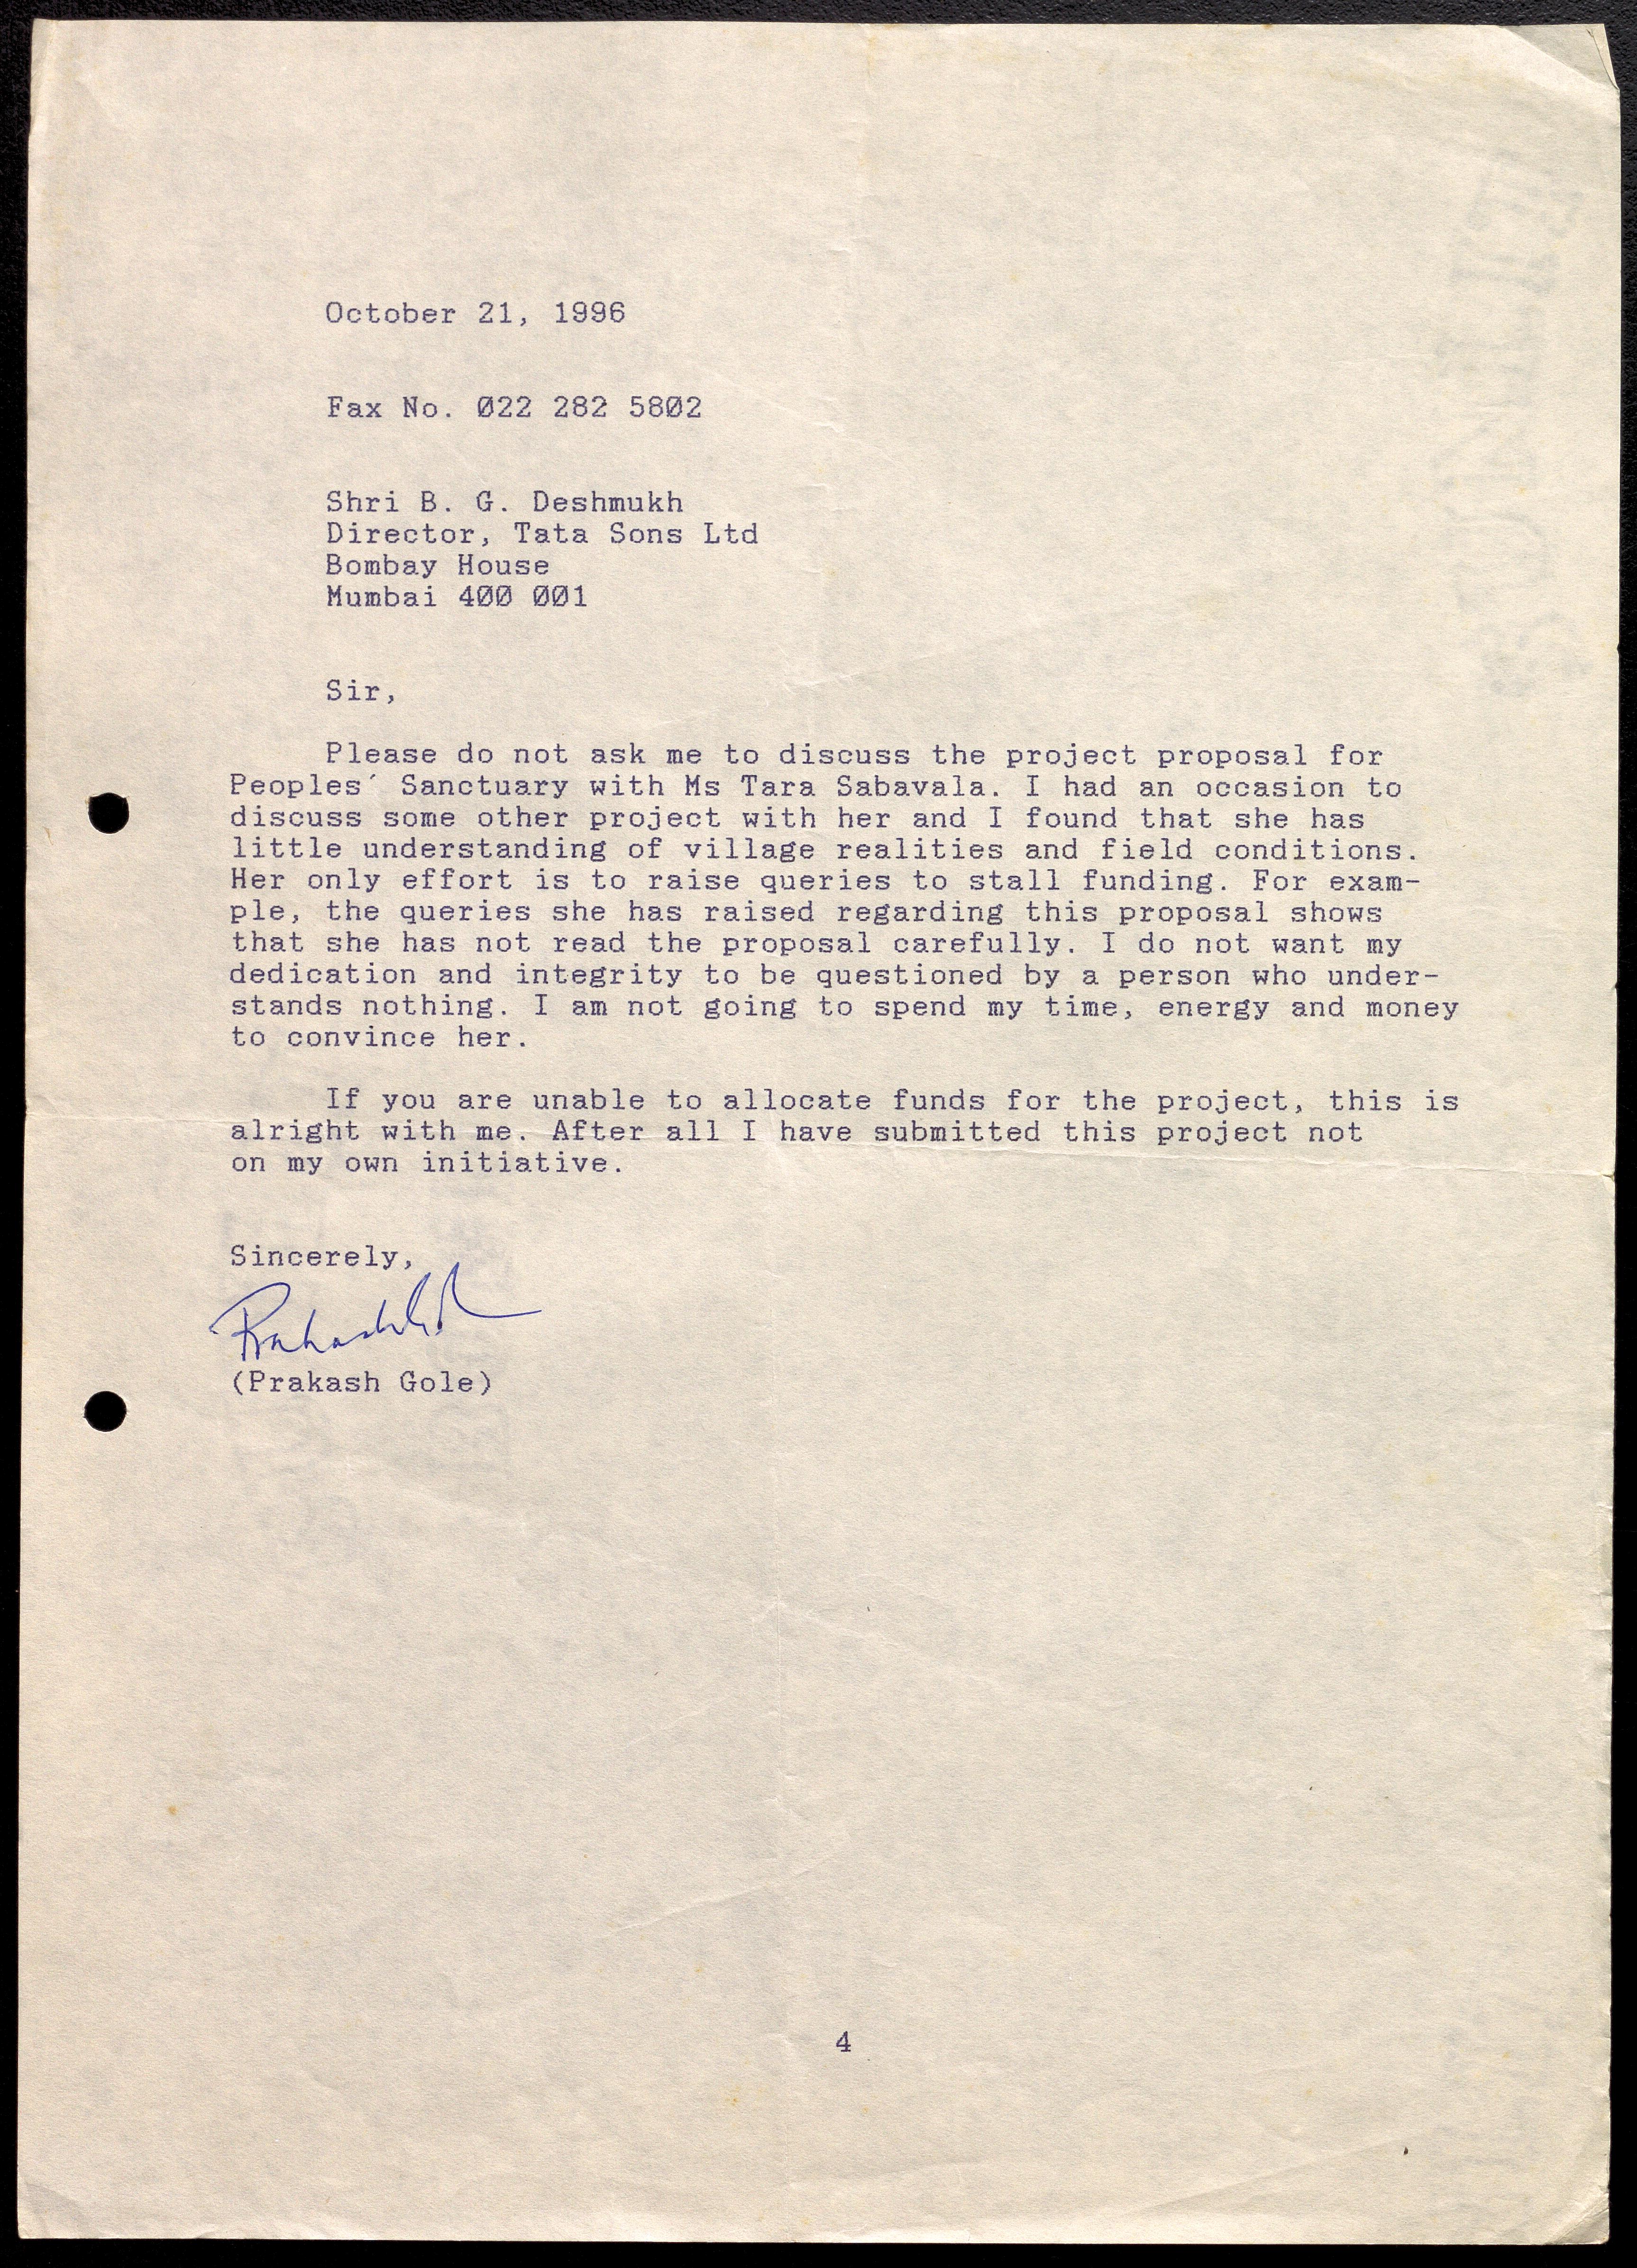 October 21, 1996
Fax No. 022 282 5802
Shri B. G. Deshmukh
Director, Tata Sons Ltd
Bombay House
Mumbai 400 001
Sir,
Please do not ask me to discuss the project proposal for
Peoples´ Sanctuary with Ms Tara Sabavala. I had an occasion to
discuss some other project with her and I found that she has
little understanding of village realities and field conditions.
Her only effort is to raise queries to stall funding. For exam-
ple, the queries she has raised regarding this proposal shows
that she has not read the proposal carefully. I do not want my
dedication and integrity to be questioned by a person who under-
stands nothing. I am not going to spend my time, energy and money
to convince her.
If you are unable to allocate funds for the project, this is
alright with me. After all I have submitted this project not
on my own initiative.
Sincerely,
Prakash Gole
(Prakash Gole)
4